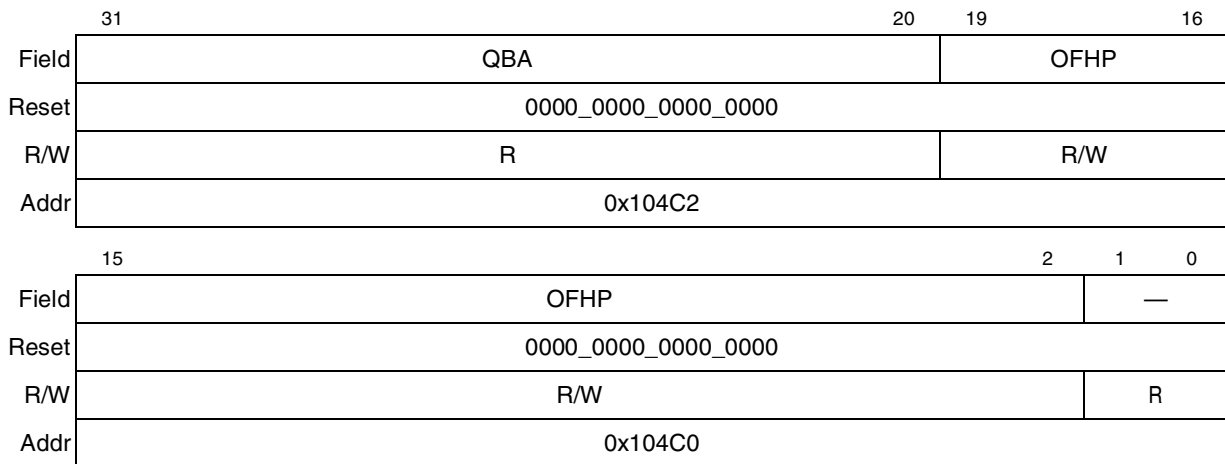 31 20 19 16
Field QBA OFHP
Reset 0000_0000_0000_0000
R/W R R/W
Addr 0x104C2
15 2 1 0
Field OFHP —
Reset 0000_0000_0000_0000
R/W R/W R
Addr 0x104C0